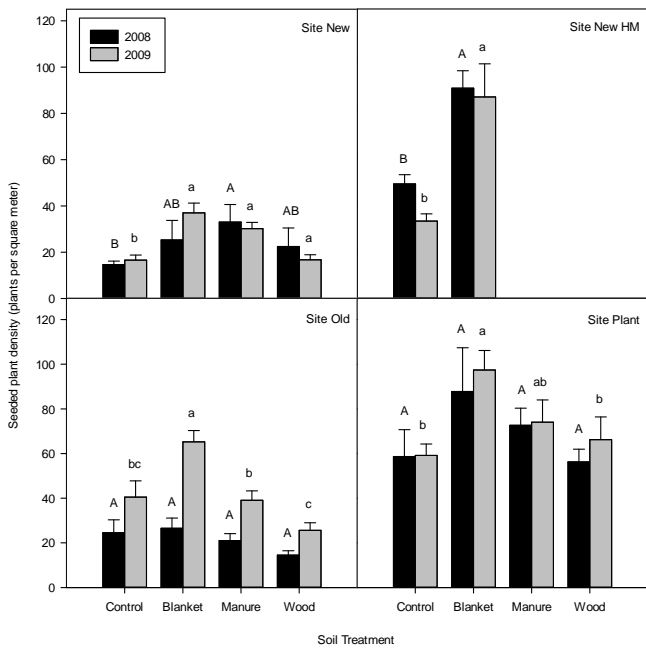 120
100
80
60
40
20
0
2008
2009
Site New
B
b
AB
a
A
a
AB
a
Site New HM
B
b
A
a
Seeded plant density (plants per square meter)
120
100
80
60
40
20
0
Site Old
A
bc
A
a
A
b
A
c
Site Plant
A
b
A
a
A
ab
A
b
Control Blanket Manure Wood
Control Blanket Manure Wood
Soil Treatment